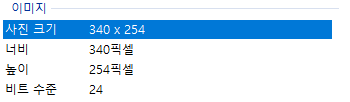 이미지
사진 크기 340 x 254
너비 340픽셀
높이 254픽셀
비트 수준 24